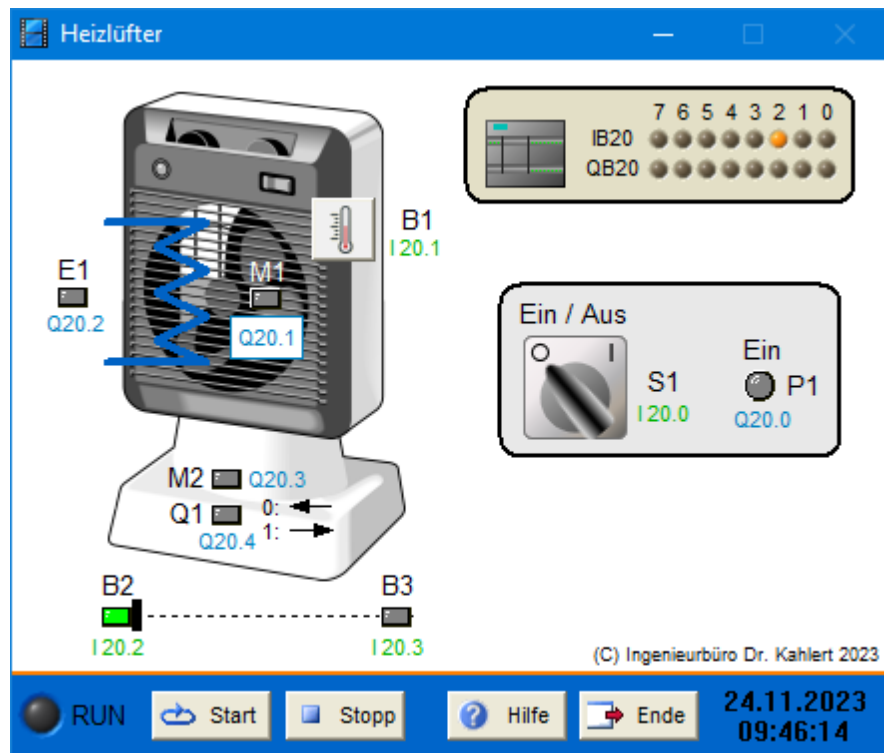 Heizlüfter
7 6 5 4 3 2 1 0
IB20
QB20
B1
I 20.1
E1
Q20.2
M1
Q20.1
Ein / Aus
O I
S1
I 20.0
Ein
P1
Q20.0
M2 Q20.3
Q1 0:
1:
Q20.4
B2 B3
I 20.2 I 20.3
(C) Ingenieurbüro Dr. Kahlert 2023
RUN Start Stopp Hilfe Ende
24.11.2023
09:46:14